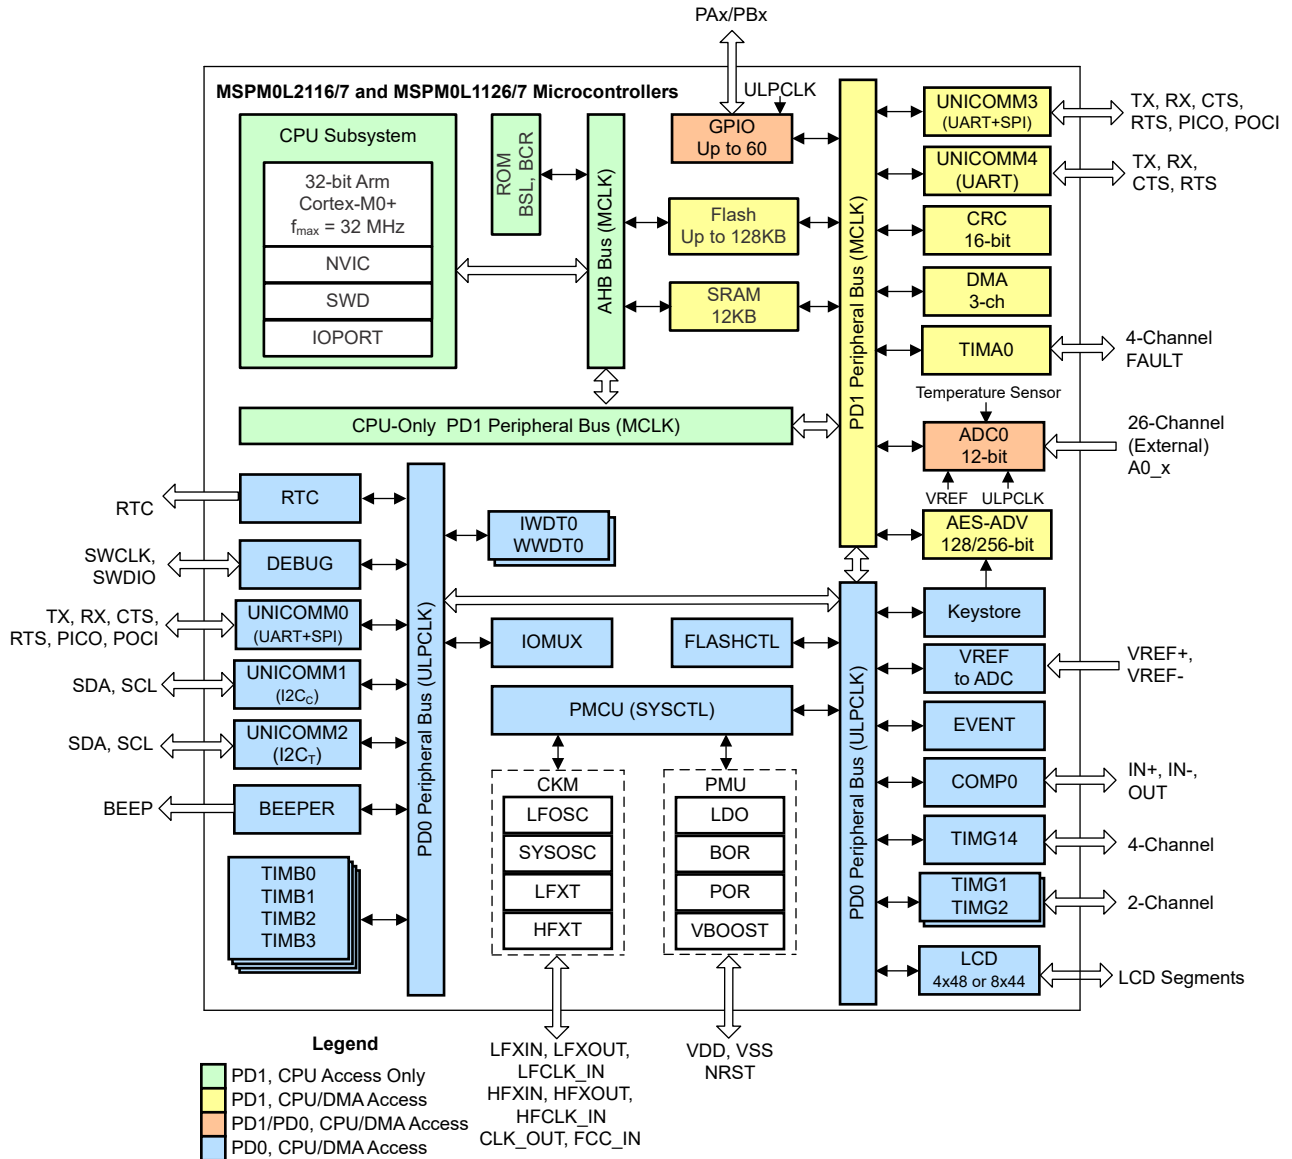 PAx/PBx
MSPM0L2116/7 and MSPM0L1126/7 Microcontrollers
ULPCLK
CPU Subsystem
32-bit Arm
Cortex-M0+
fmax = 32 MHz
NVIC
SWD
IOPORT
ROM
BSL, BCR
AHB Bus (MCLK)
GPIO
Up to 60
Flash
Up to 128KB
SRAM
12KB
PD1 Peripheral Bus (MCLK)
UNICOMM3
(UART+SPI)
TX, RX, CTS,
RTS, PICO, POCI
UNICOMM4
(UART)
TX, RX,
CTS, RTS
CRC
16-bit
DMA
3-ch
TIMA0
4-Channel
FAULT
Temperature Sensor
ADC0
12-bit
26-Channel
(External)
A0_x
VREF
ULPCLK
AES-ADV
128/256-bit
CPU-Only PD1 Peripheral Bus (MCLK)
RTC
RTC
SWCLK,
SWDIO
DEBUG
TX, RX, CTS,
RTS, PICO, POCI
UNICOMM0
(UART+SPI)
SDA, SCL
UNICOMM1
(I2CC)
SDA, SCL
UNICOMM2
(I2CT)
BEEP
BEEPER
TIMB0
TIMB1
TIMB2
TIMB3
PD0 Peripheral Bus (ULPCLK)
IWDT0
WWDT0
IOMUX
FLASHCTL
PMCU (SYSCTL)
CKM
LFOSC
SYSOSC
LFXT
HFXT
PMU
LDO
BOR
POR
VBOOST
PD0 Peripheral Bus (ULPCLK)
Keystore
VREF
to ADC
VREF+,
VREF-
EVENT
COMP0
IN+, IN-,
OUT
TIMG14
4-Channel
TIMG1
TIMG2
2-Channel
LCD
4x48 or 8x44
LCD Segments
LFXIN, LFXOUT,
LFCLK_IN
HFXIN, HFXOUT,
HFCLK_IN
CLK_OUT, FCC_IN
VDD, VSS
NRST
Legend
PD1, CPU Access Only
PD1, CPU/DMA Access
PD1/PD0, CPU/DMA Access
PD0, CPU/DMA Access